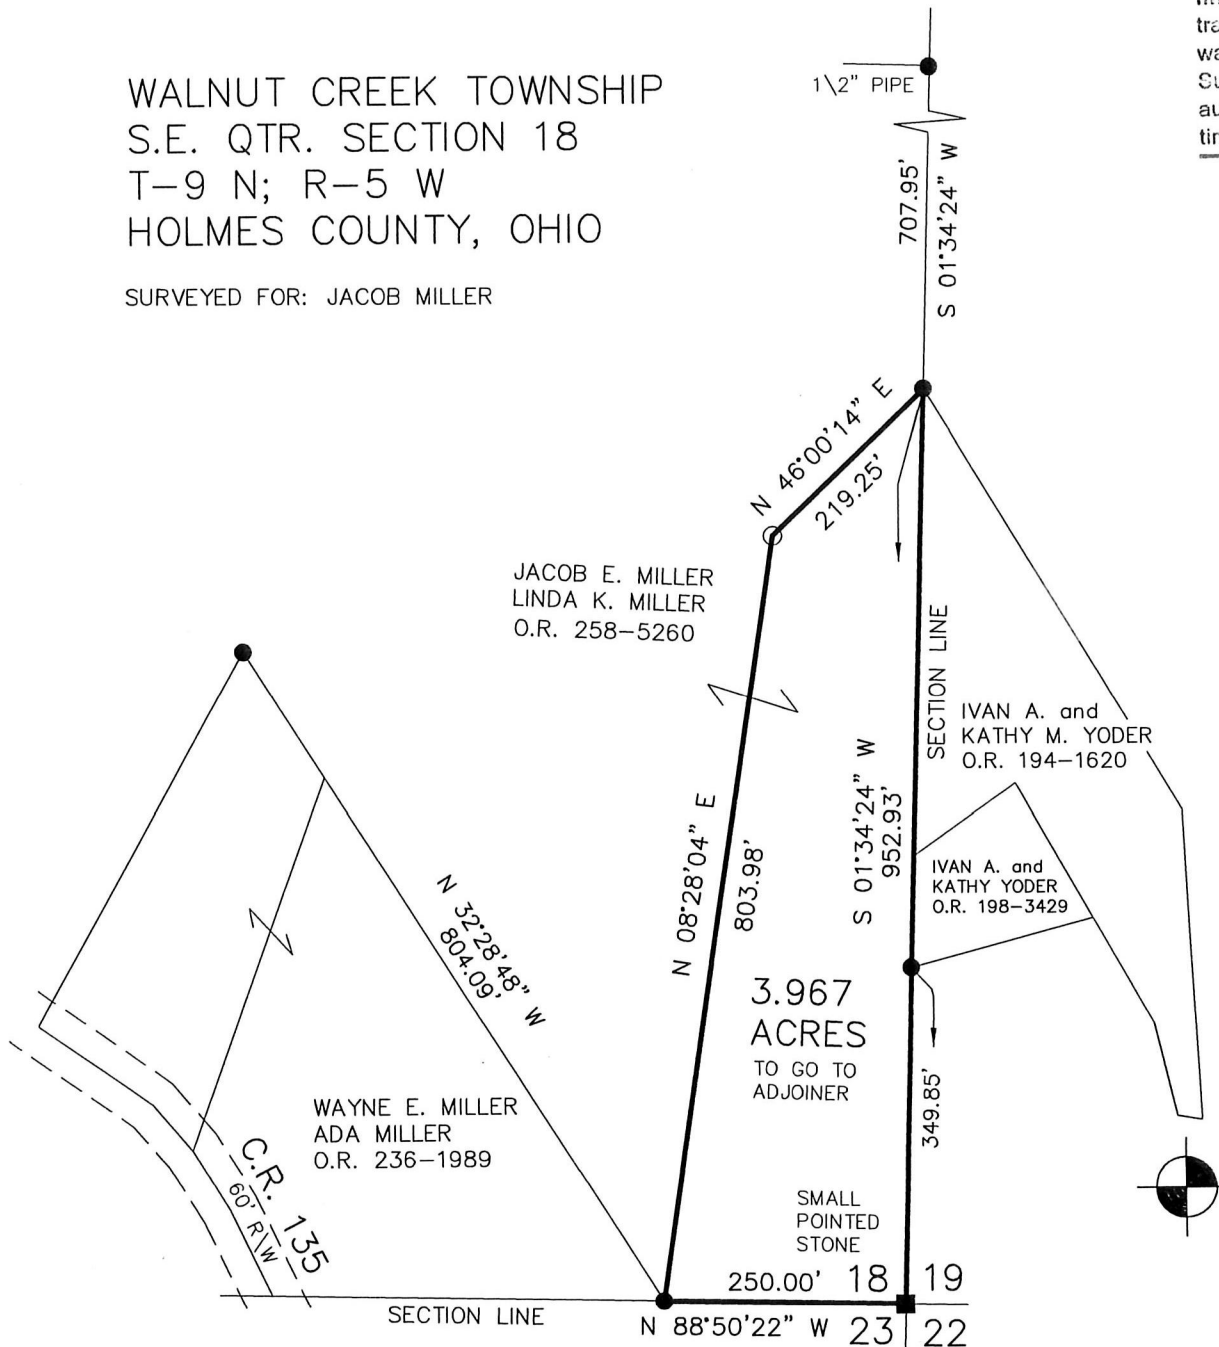 WALNUT CREEK TOWNSHIP
S.E. QTR. SECTION 18
T-9 N; R-5 W
HOLMES COUNTY, OHIO
SURVEYED FOR: JACOB MILLER
1\2" PIPE
707.95'
S 01°34'24" W
N 46°00'14" E
219.25'
JACOB E. MILLER
LINDA K. MILLER
O.R. 258-5260
SECTION LINE
IVAN A. and
KATHY M. YODER
O.R. 194-1620
S 01°34'24" W
952.93'
IVAN A. and
KATHY YODER
O.R. 198-3429
N 08°28'04" E
803.98'
N 32°28'48" W
804.09'
3.967
ACRES
TO GO TO
ADJOINER
349.85'
WAYNE E. MILLER
ADA MILLER
O.R. 236-1989
C.R. 135
60' R\W
SMALL
POINTED
STONE
250.00'
18 19
SECTION LINE
N 88°50'22" W
23 22